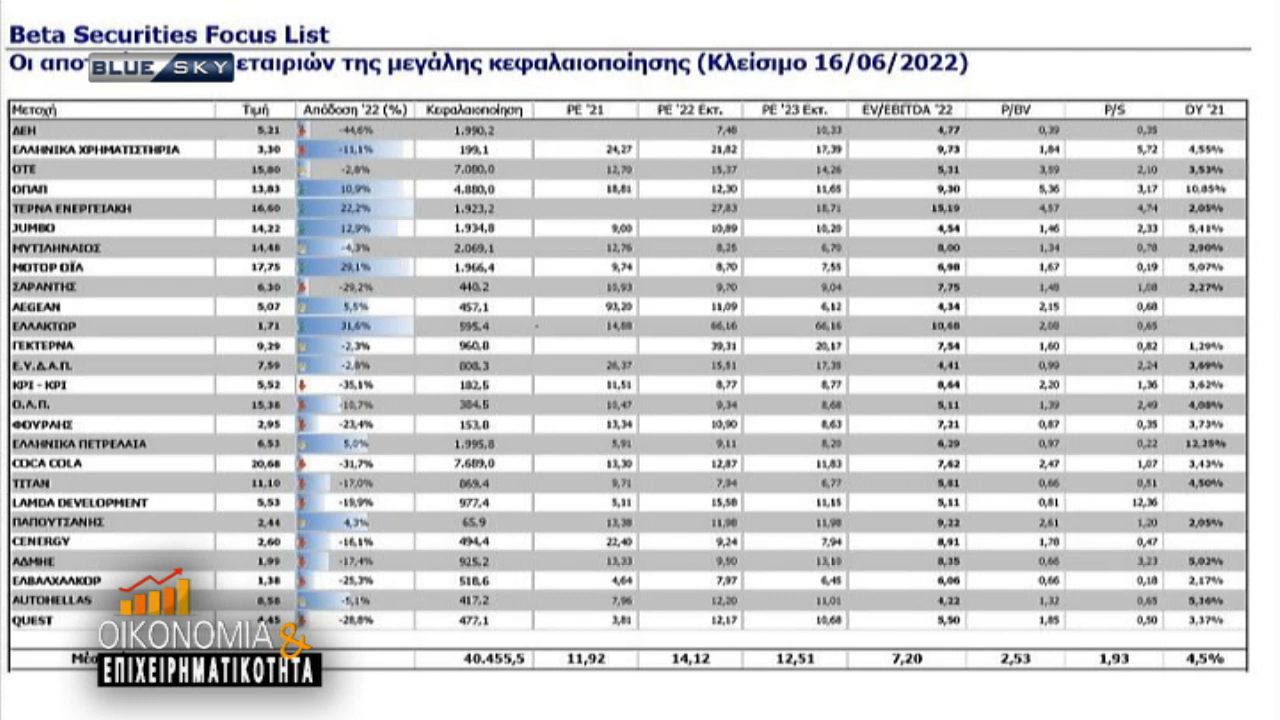 Beta Securities Focus List
Οι απο BLUE SKY εταιριών της μεγάλης κεφαλαιοποίησης (Κλείσιμο 16/06/2022)
Μετοχή Τιμή Απόδοση '22 (%) Κεφαλαιοποίηση PE '21 PE '22 Εκτ. PE '23 Εκτ. EV/EBITDA '22 P/BV P/S DY '21
ΔΕΗ 5,21 -44,6% 1.990,2 7,48 10,33 4,77 0,39 0,35
ΕΛΛΗΝΙΚΑ ΧΡΗΜΑΤΙΣΤΗΡΙΑ 3,30 -11,1% 199,1 24,27 21,82 17,39 9,73 1,84 5,72 4,55%
ΟΤΕ 15,80 -2,8% 7.080,0 12,70 15,37 14,26 5,31 3,59 2,10 3,53%
ΟΠΑΠ 13,83 10,9% 4.880,0 18,81 12,30 11,65 9,30 5,36 3,17 10,85%
ΤΕΡΝΑ ΕΝΕΡΓΕΙΑΚΗ 16,60 22,2% 1.923,2 27,83 18,71 15,19 4,57 4,74 2,05%
JUMBO 14,22 12,9% 1.934,8 9,00 10,89 10,20 4,54 1,46 2,33 5,41%
ΜΥΤΙΛΗΝΑΙΟΣ 14,48 -4,3% 2.069,1 12,76 8,25 6,70 8,00 1,34 0,78 2,90%
ΜΟΤΟΡ ΟΪΛ 17,75 29,1% 1.966,4 9,74 8,70 7,55 6,98 1,67 0,19 5,07%
ΣΑΡΑΝΤΗΣ 6,30 -29,2% 440,2 10,93 9,70 9,04 7,75 1,48 1,08 2,27%
AEGEAN 5,07 5,5% 457,1 93,20 11,09 6,12 4,34 2,15 0,68
ΕΛΛΑΚΤΩΡ 1,71 31,6% 595,4 14,88 66,16 66,16 10,68 2,08 0,65
ΓΕΚΤΕΡΝΑ 9,29 -2,3% 960,8 39,31 20,17 7,54 1,60 0,82 1,29%
Ε.Υ.Δ.Α.Π. 7,59 -2,8% 808,3 26,37 15,51 17,35 4,41 0,99 2,24 3,69%
ΚΡΙ - ΚΡΙ 5,52 -35,1% 182,5 11,51 8,77 8,77 8,64 2,20 1,36 3,62%
Ο.Λ.Π. 15,38 -10,7% 384,5 10,47 9,34 8,68 5,11 1,39 2,49 4,08%
ΦΟΥΡΛΗΣ 2,95 -23,4% 153,8 13,34 10,90 8,63 7,21 0,87 0,35 3,73%
ΕΛΛΗΝΙΚΑ ΠΕΤΡΕΛΑΙΑ 6,53 5,0% 1.995,8 5,91 9,11 8,20 6,29 0,97 0,22 12,25%
COCA COLA 20,68 -31,7% 7.689,0 13,30 12,87 11,83 7,62 2,47 1,07 3,43%
ΤΙΤΑΝ 11,10 -17,0% 869,4 9,71 7,94 6,77 5,81 0,66 0,51 4,50%
LAMDA DEVELOPMENT 5,53 -19,9% 977,4 5,11 15,58 11,15 5,11 0,81 12,36
ΠΑΠΟΥΤΣΑΝΗΣ 2,44 4,3% 65,9 13,38 11,98 11,98 9,22 2,61 1,20 2,05%
CENERGY 2,60 -16,1% 494,4 22,40 9,24 7,94 8,91 1,78 0,47
ΑΔΜΗΕ 1,99 -17,4% 925,2 13,33 9,50 13,10 8,35 0,66 3,23 5,02%
ΕΛΒΑΛΧΑΛΚΟΡ 1,38 -25,3% 518,6 4,64 7,97 6,45 6,06 0,66 0,18 2,17%
AUTOHELLAS 8,58 -5,1% 417,2 7,96 12,20 11,01 4,22 1,32 0,65 5,36%
QUEST 4,45 -28,8% 477,1 3,81 12,17 10,68 5,50 1,85 0,50 3,37%
40.455,5 11,92 14,12 12,51 7,20 2,53 1,93 4,5%
ΟΙΚΟΝΟΜΙΑ &
ΕΠΙΧΕΙΡΗΜΑΤΙΚΟΤΗΤΑ